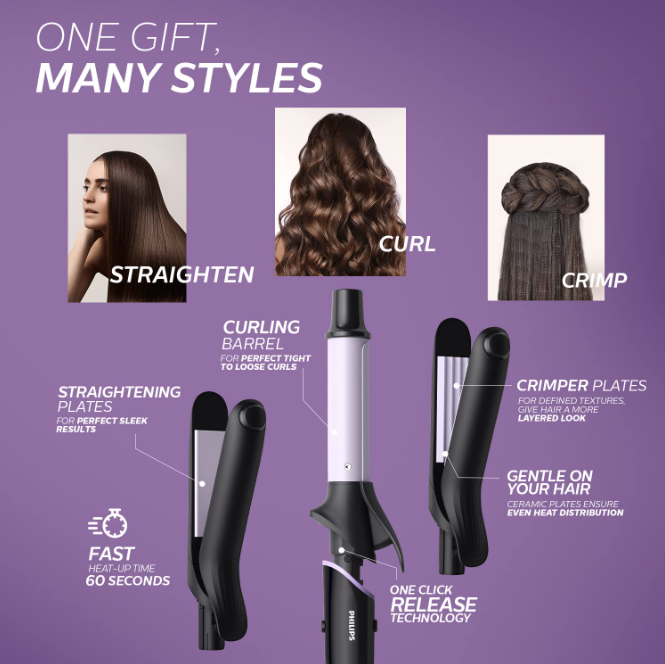 ONE GIFT,
MANY STYLES
STRAIGHTEN
CURL
CRIMP
CURLING
BARREL
FOR PERFECT TIGHT
TO LOOSE CURLS
STRAIGHTENING
PLATES
FOR PERFECT SLEEK
RESULTS
CRIMPER PLATES
FOR DEFINED TEXTURES,
GIVE HAIR A MORE
LAYERED LOOK
GENTLE ON
YOUR HAIR
CERAMIC PLATES ENSURE
EVEN HEAT DISTRIBUTION
FAST
HEAT-UP TIME
60 SECONDS
ONE CLICK
RELEASE
TECHNOLOGY
PHILIPS